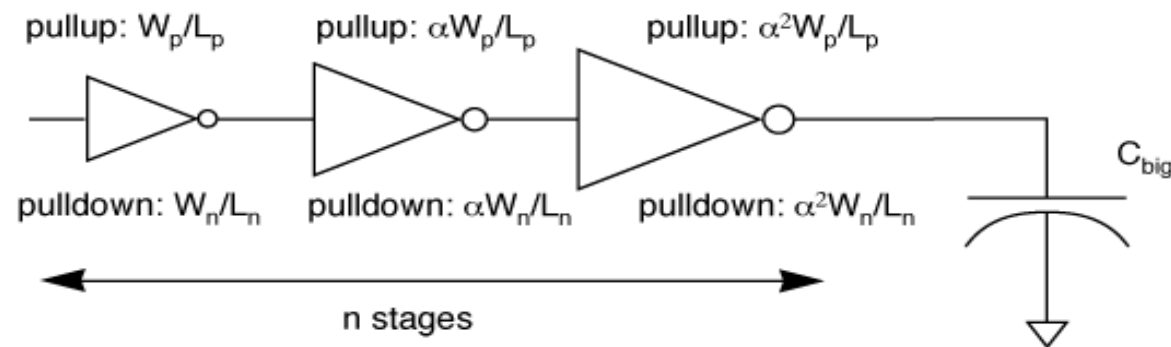 pullup: Wp/Lp
pullup: αWp/Lp
pullup: α²Wp/Lp
Cbig
pulldown: Wn/Ln
pulldown: αWn/Ln
pulldown: α²Wn/Ln
n stages